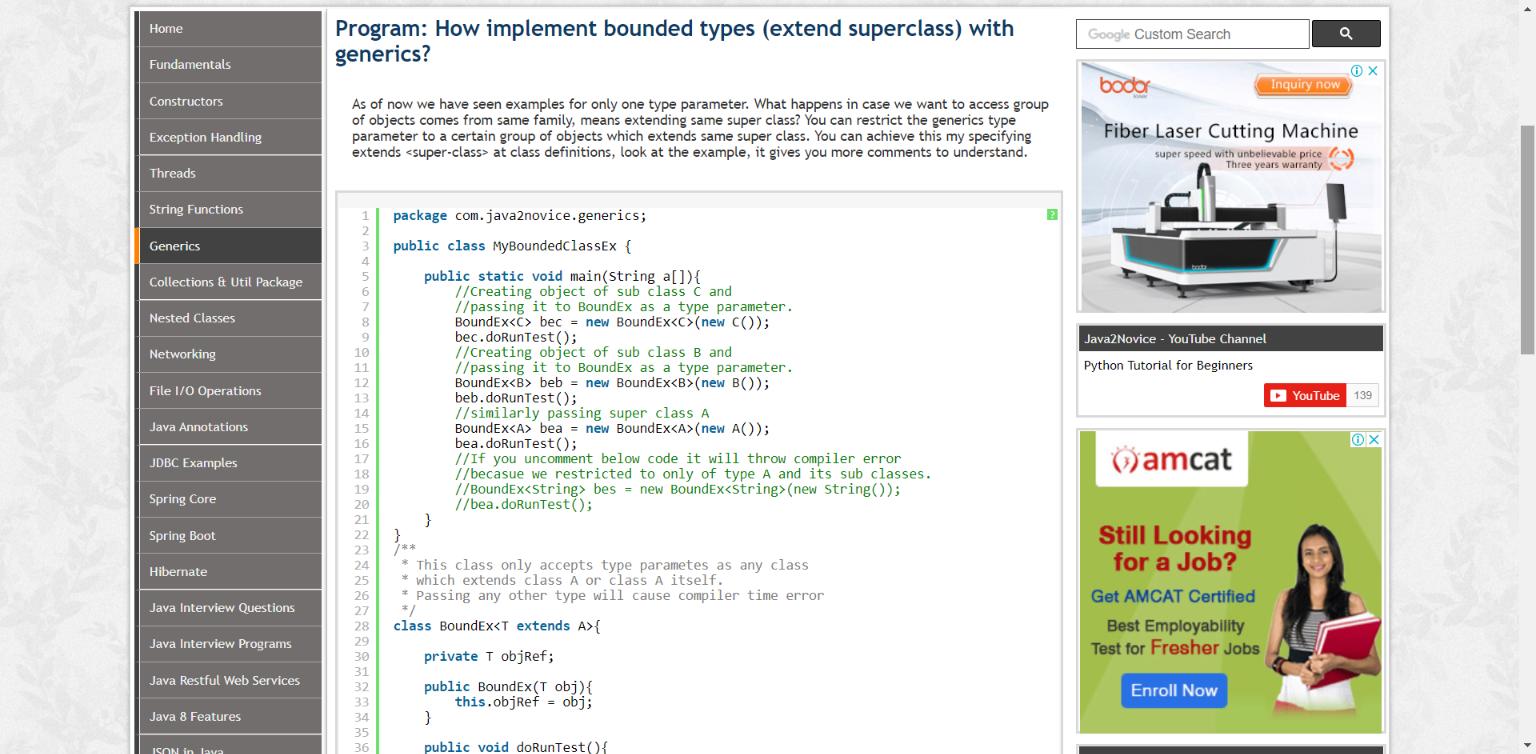 Home
Fundamentals
Constructors
Exception Handling
Threads
String Functions
Generics
Collections & Util Package
Nested Classes
Networking
File I/O Operations
Java Annotations
JDBC Examples
Spring Core
Spring Boot
Hibernate
Java Interview Questions
Java Interview Programs
Java Restful Web Services
Java 8 Features
JSON in Java
Program: How implement bounded types (extend superclass) with
generics?
As of now we have seen examples for only one type parameter. What happens in case we want to access group
of objects comes from same family, means extending same super class? You can restrict the generics type
parameter to a certain group of objects which extends same super class. You can achieve this my specifying
extends <super-class> at class definitions, look at the example, it gives you more comments to understand.
?
1 package com.java2novice.generics;
2
3 public class MyBoundedClassEx {
4
5     public static void main(String a[]){
6         //Creating object of sub class C and
7         //passing it to BoundEx as a type parameter.
8         BoundEx<C> bec = new BoundEx<C>(new C());
9         bec.doRunTest();
10         //Creating object of sub class B and
11         //passing it to BoundEx as a type parameter.
12         BoundEx<B> beb = new BoundEx<B>(new B());
13         beb.doRunTest();
14         //similarly passing super class A
15         BoundEx<A> bea = new BoundEx<A>(new A());
16         bea.doRunTest();
17         //If you uncomment below code it will throw compiler error
18         //becasue we restricted to only of type A and its sub classes.
19         //BoundEx<String> bes = new BoundEx<String>(new String());
20         //bea.doRunTest();
21     }
22 }
23 /**
24  * This class only accepts type parametes as any class
25  * which extends class A or class A itself.
26  * Passing any other type will cause compiler time error
27  */
28 class BoundEx<T extends A>{
29
30     private T objRef;
31
32     public BoundEx(T obj){
33         this.objRef = obj;
34     }
35
36     public void doRunTest(){
Google Custom Search
bodor
Inquiry now
Fiber Laser Cutting Machine
super speed with unbelievable price
Three years warranty
bodor
Java2Novice - YouTube Channel
Python Tutorial for Beginners
YouTube 139
amcat
Still Looking
for a Job?
Get AMCAT Certified
Best Employability
Test for Fresher Jobs
Enroll Now